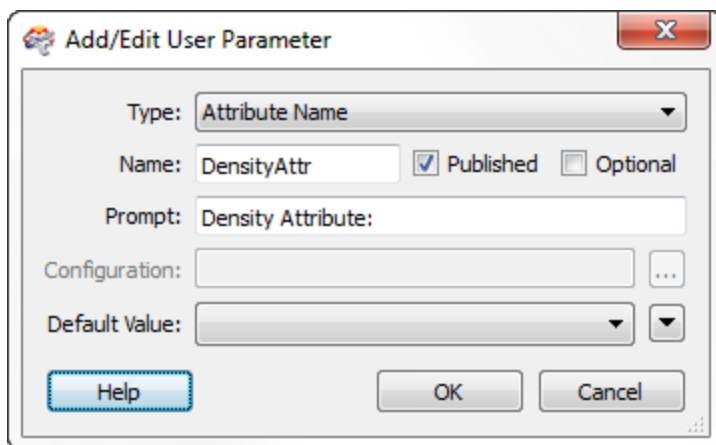 Add/Edit User Parameter
Type: Attribute Name
Name: DensityAttr Published Optional
Prompt: Density Attribute:
Configuration: ...
Default Value:
Help OK Cancel